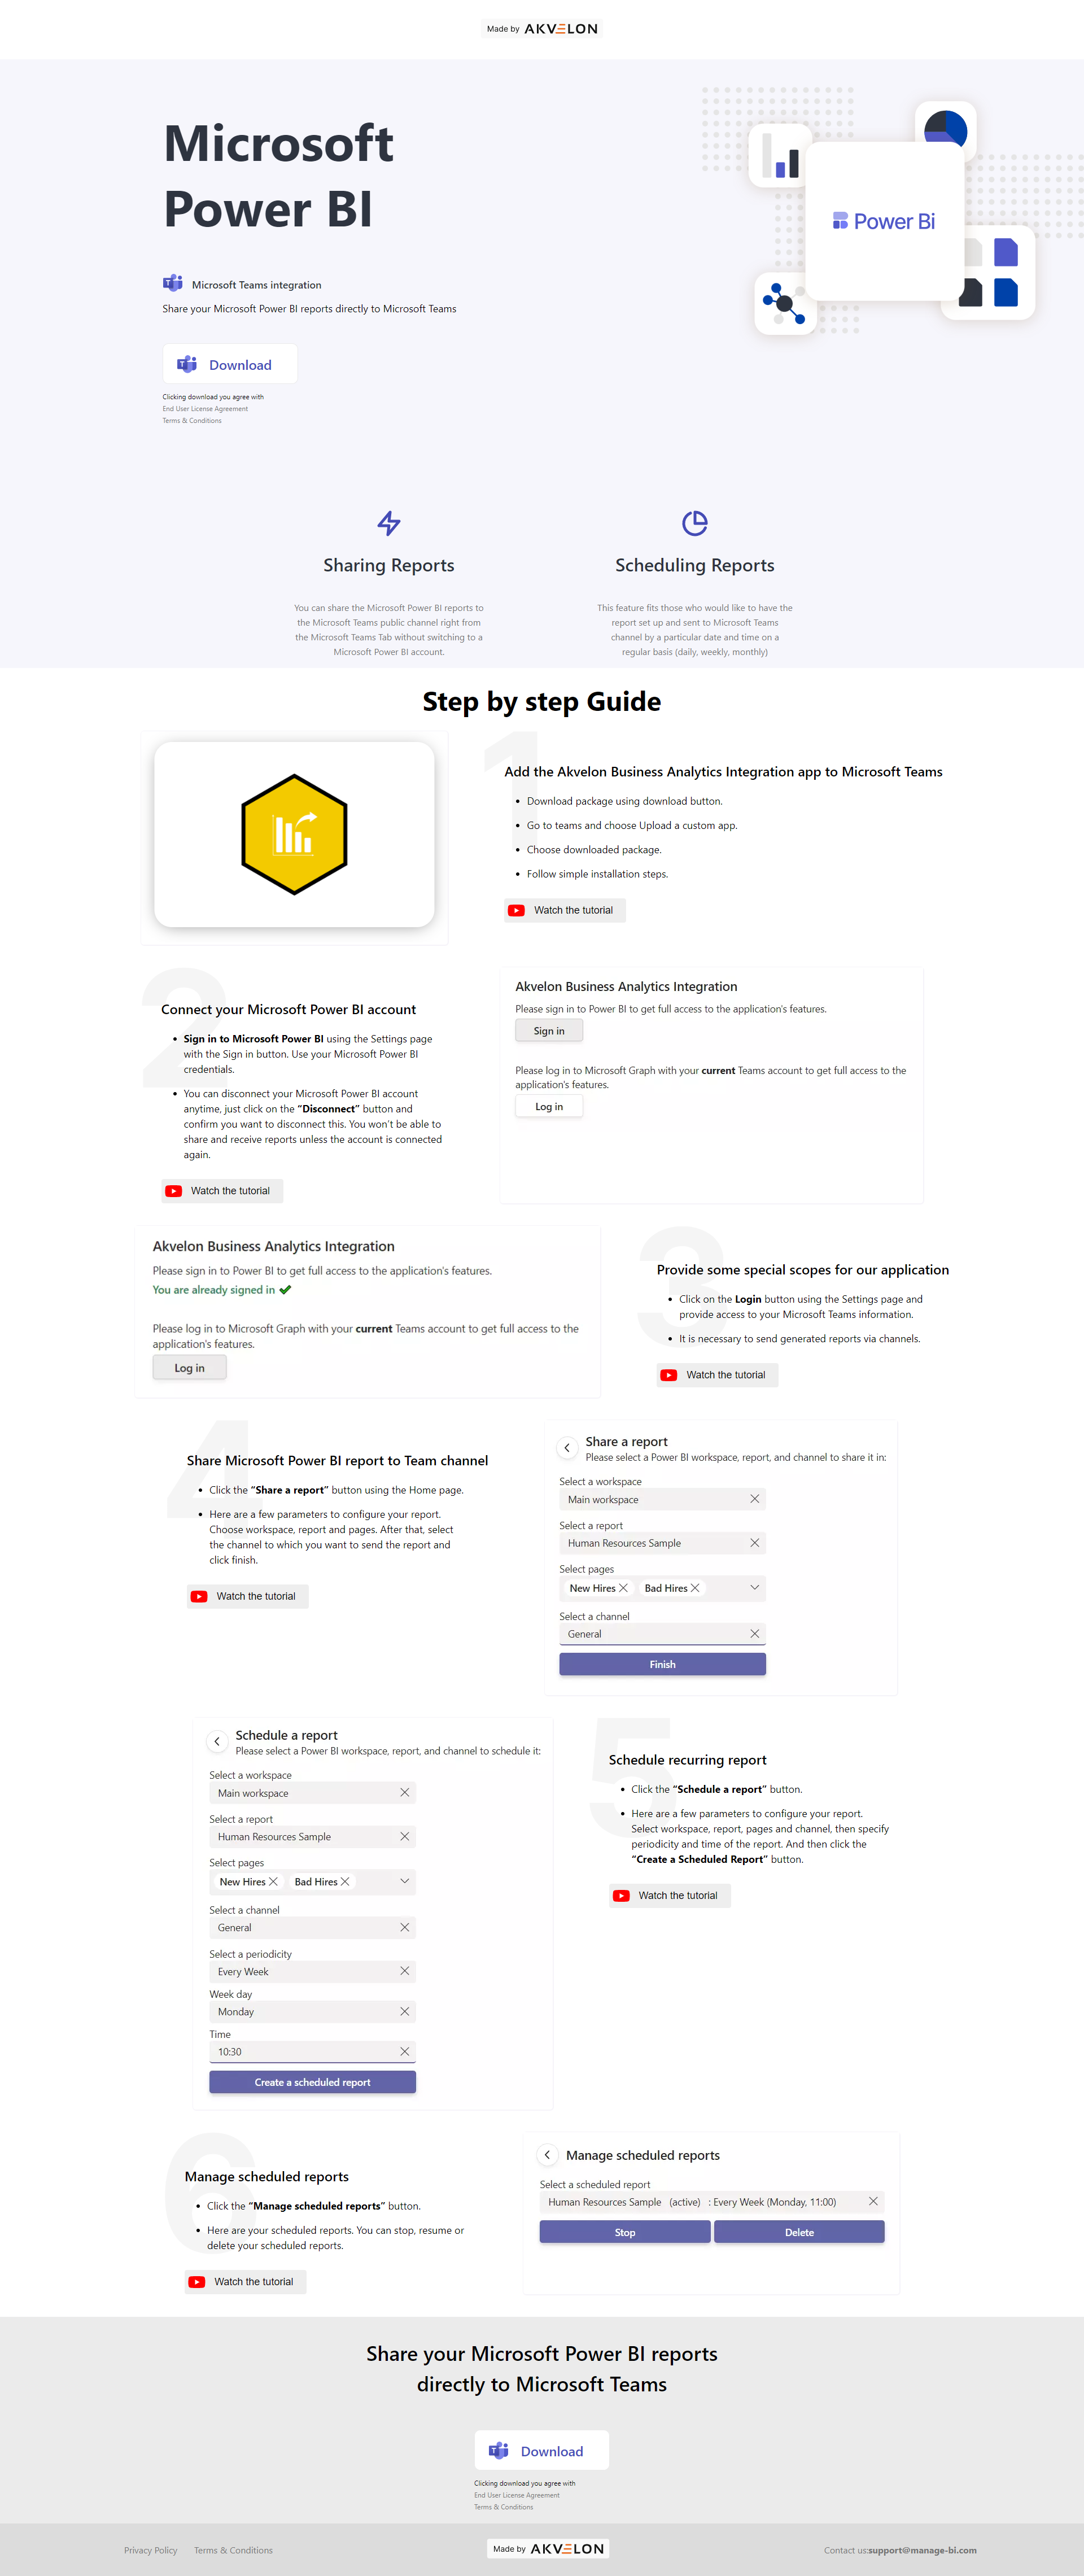 Made by AKVELON
Microsoft
Power BI
Power Bi
Microsoft Teams integration
Share your Microsoft Power BI reports directly to Microsoft Teams
Download
Clicking download you agree with
End User License Agreement
Terms & Conditions
Sharing Reports
You can share the Microsoft Power BI reports to
the Microsoft Teams public channel right from
the Microsoft Teams Tab without switching to a
Microsoft Power BI account.
Scheduling Reports
This feature fits those who would like to have the
report set up and sent to Microsoft Teams
channel by a particular date and time on a
regular basis (daily, weekly, monthly)
Step by step Guide
1
Add the Akvelon Business Analytics Integration app to Microsoft Teams
• Download package using download button.
• Go to teams and choose Upload a custom app.
• Choose downloaded package.
• Follow simple installation steps.
Watch the tutorial
2
Connect your Microsoft Power BI account
• Sign in to Microsoft Power BI using the Settings page
with the Sign in button. Use your Microsoft Power BI
credentials.
• You can disconnect your Microsoft Power BI account
anytime, just click on the “Disconnect” button and
confirm you want to disconnect this. You won't be able to
share and receive reports unless the account is connected
again.
Watch the tutorial
Akvelon Business Analytics Integration
Please sign in to Power BI to get full access to the application's features.
Sign in
Please log in to Microsoft Graph with your current Teams account to get full access to the
application's features.
Log in
Akvelon Business Analytics Integration
Please sign in to Power BI to get full access to the application's features.
You are already signed in
Please log in to Microsoft Graph with your current Teams account to get full access to the
application's features.
Log in
3
Provide some special scopes for our application
• Click on the Login button using the Settings page and
provide access to your Microsoft Teams information.
• It is necessary to send generated reports via channels.
Watch the tutorial
4
Share Microsoft Power BI report to Team channel
• Click the “Share a report” button using the Home page.
• Here are a few parameters to configure your report.
Choose workspace, report and pages. After that, select
the channel to which you want to send the report and
click finish.
Watch the tutorial
Share a report
Please select a Power BI workspace, report, and channel to share it in:
Select a workspace
Main workspace
Select a report
Human Resources Sample
Select pages
New Hires Bad Hires
Select a channel
General
Finish
Schedule a report
Please select a Power BI workspace, report, and channel to schedule it:
Select a workspace
Main workspace
Select a report
Human Resources Sample
Select pages
New Hires Bad Hires
Select a channel
General
Select a periodicity
Every Week
Week day
Monday
Time
10:30
Create a scheduled report
5
Schedule recurring report
• Click the “Schedule a report” button.
• Here are a few parameters to configure your report.
Select workspace, report, pages and channel, then specify
periodicity and time of the report. And then click the
“Create a Scheduled Report” button.
Watch the tutorial
6
Manage scheduled reports
• Click the “Manage scheduled reports” button.
• Here are your scheduled reports. You can stop, resume or
delete your scheduled reports.
Watch the tutorial
Manage scheduled reports
Select a scheduled report
Human Resources Sample (active) : Every Week (Monday, 11:00)
Stop Delete
Share your Microsoft Power BI reports
directly to Microsoft Teams
Download
Clicking download you agree with
End User License Agreement
Terms & Conditions
Privacy Policy Terms & Conditions Made by AKVELON Contact us:support@manage-bi.com